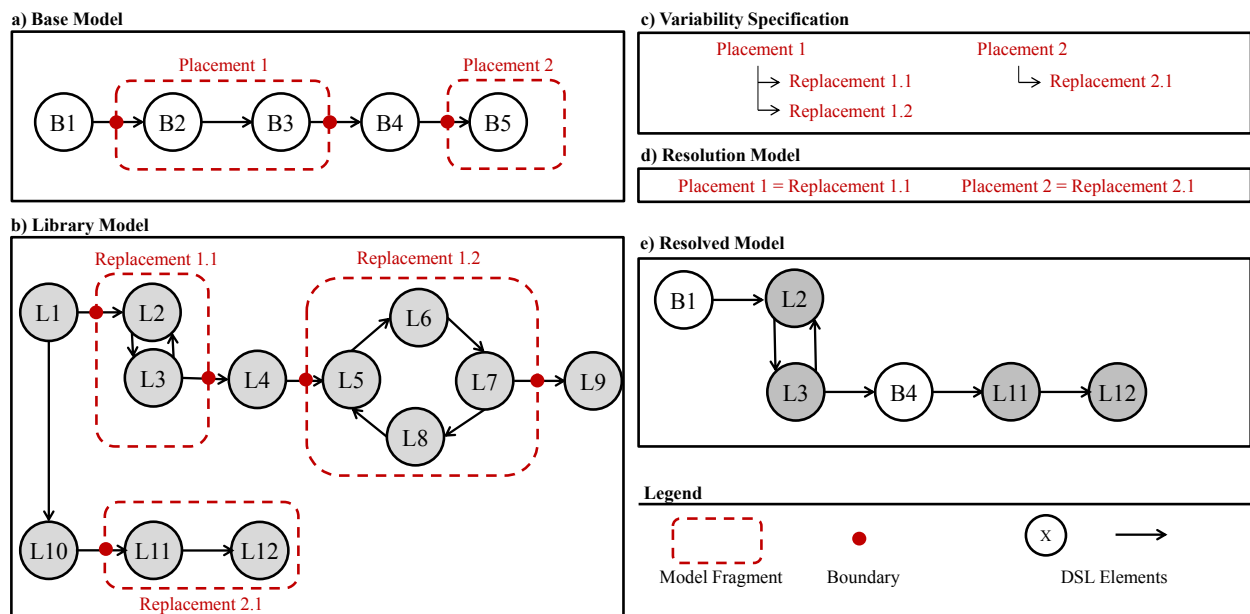 a) Base Model
Placement 1
Placement 2
B1
B2
B3
B4
B5
b) Library Model
Replacement 1.1
Replacement 1.2
L1
L2
L3
L4
L5
L6
L7
L8
L9
L10
L11
L12
Replacement 2.1
c) Variability Specification
Placement 1
Placement 2
Replacement 1.1
Replacement 2.1
Replacement 1.2
d) Resolution Model
Placement 1 = Replacement 1.1
Placement 2 = Replacement 2.1
e) Resolved Model
B1
L2
L3
B4
L11
L12
Legend
X
Model Fragment
Boundary
DSL Elements